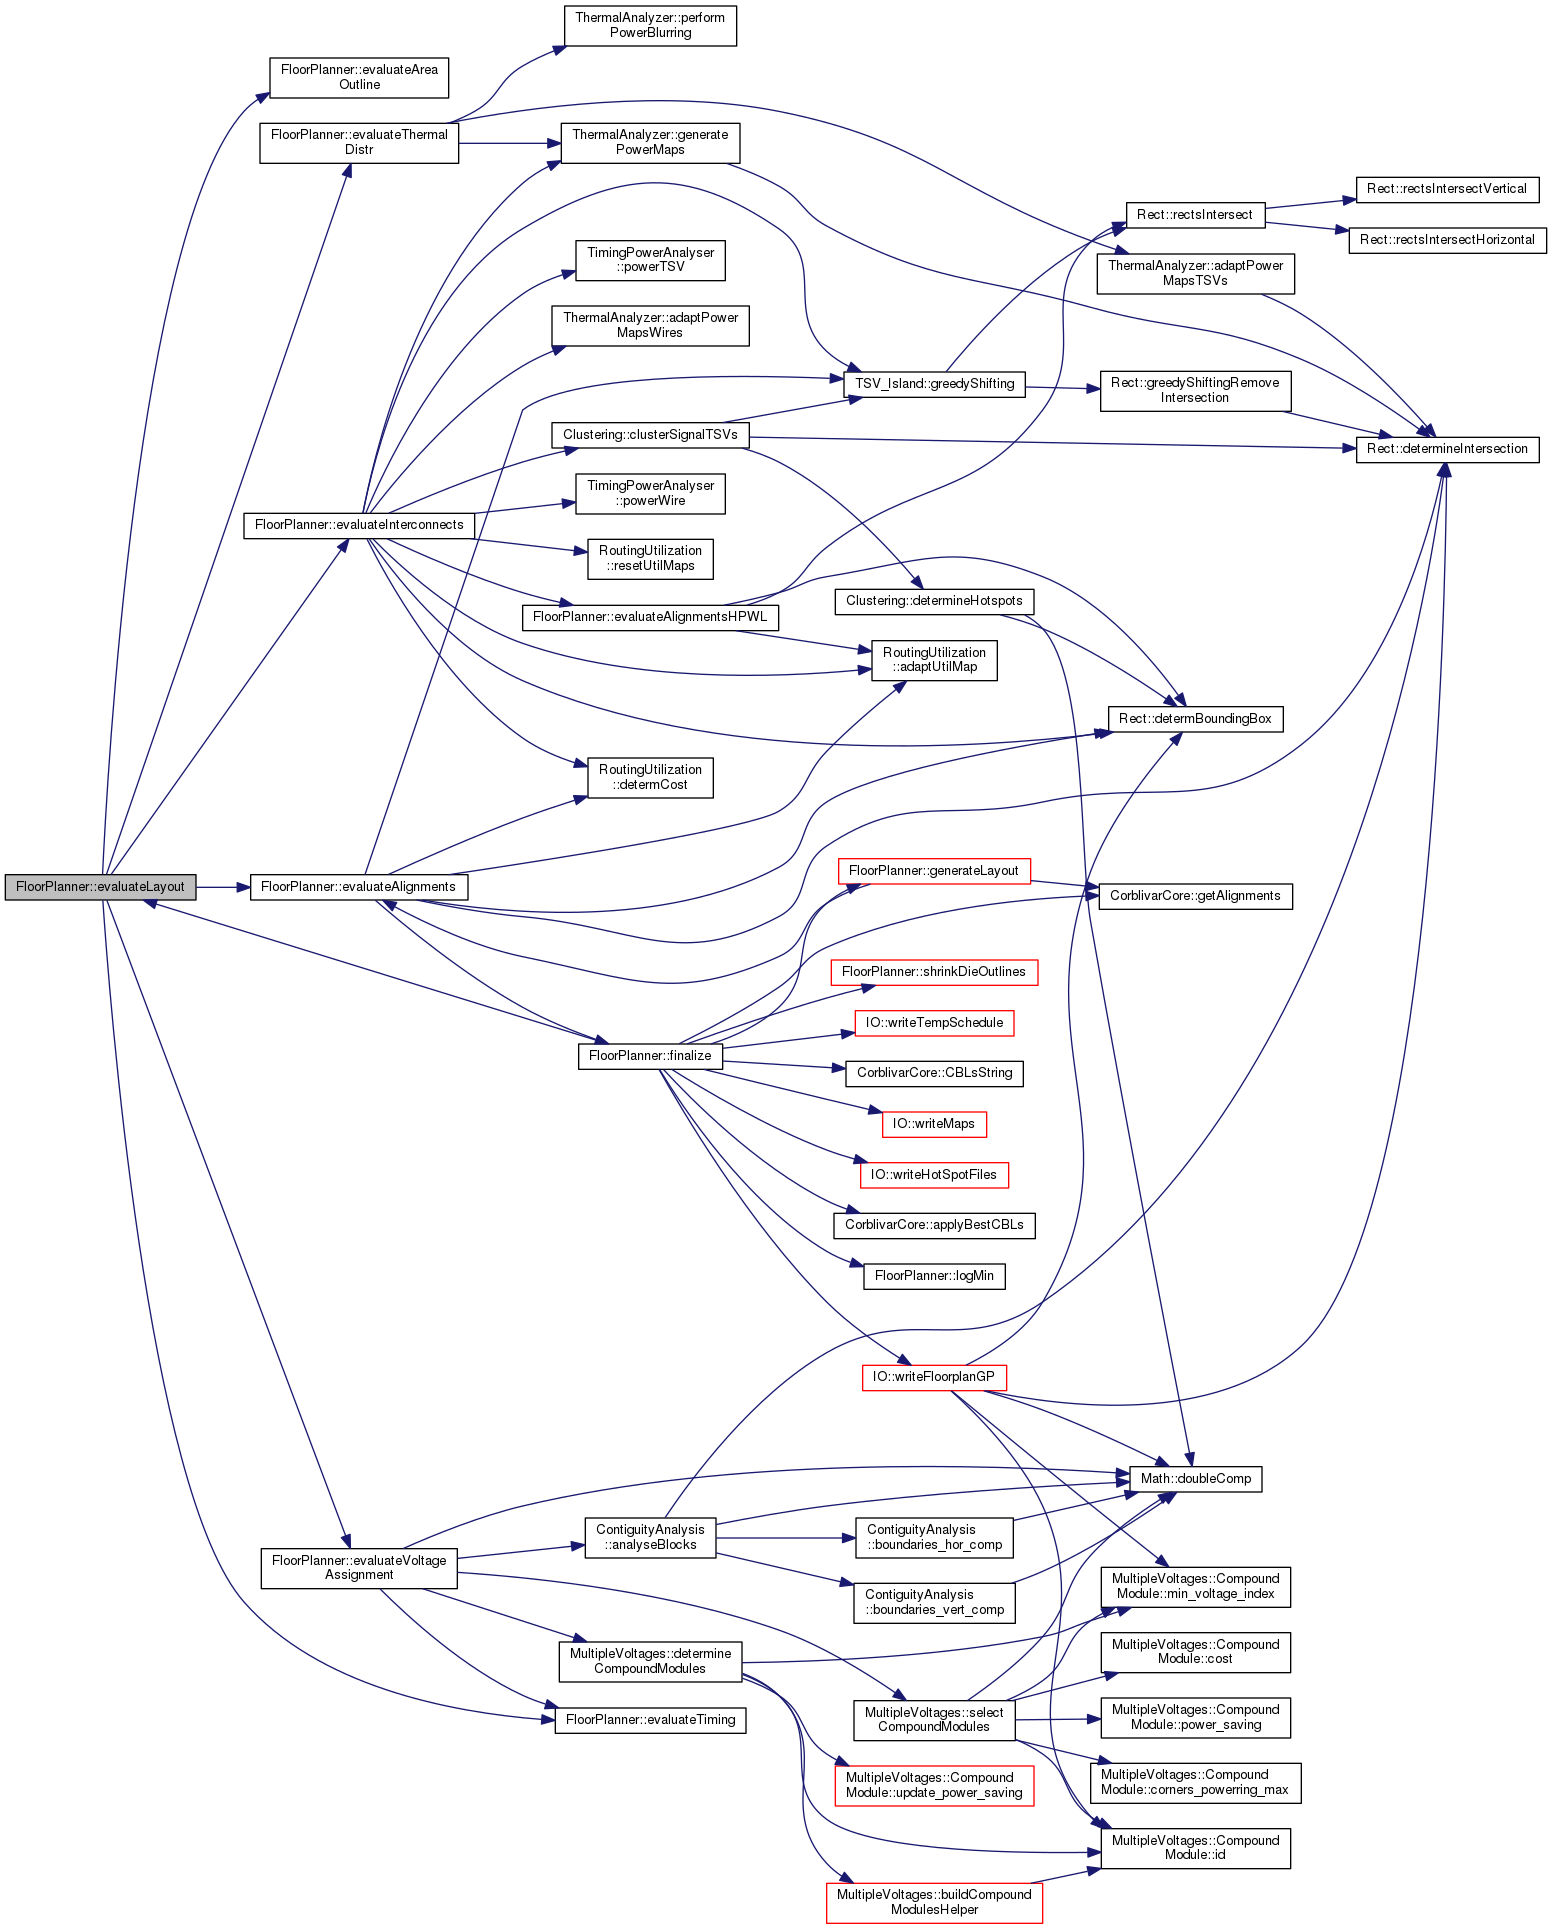 ThermalAnalyzer::perform
PowerBlurring
FloorPlanner::evaluateArea
Outline
FloorPlanner::evaluateThermal
Distr
ThermalAnalyzer::generate
PowerMaps
Rect::rectsIntersectVertical
Rect::rectsIntersect
Rect::rectsIntersectHorizontal
TimingPowerAnalyser
::powerTSV
ThermalAnalyzer::adaptPower
MapsTSVs
ThermalAnalyzer::adaptPower
MapsWires
TSV_Island::greedyShifting
Rect::greedyShiftingRemove
Intersection
Clustering::clusterSignalTSVs
Rect::determineIntersection
TimingPowerAnalyser
::powerWire
FloorPlanner::evaluateInterconnects
RoutingUtilization
::resetUtilMaps
Clustering::determineHotspots
FloorPlanner::evaluateAlignmentsHPWL
RoutingUtilization
::adaptUtilMap
Rect::determBoundingBox
RoutingUtilization
::determCost
FloorPlanner::generateLayout
FloorPlanner::evaluateLayout
FloorPlanner::evaluateAlignments
CorblivarCore::getAlignments
FloorPlanner::shrinkDieOutlines
IO::writeTempSchedule
FloorPlanner::finalize
CorblivarCore::CBLsString
IO::writeMaps
IO::writeHotSpotFiles
CorblivarCore::applyBestCBLs
FloorPlanner::logMin
IO::writeFloorplanGP
Math::doubleComp
ContiguityAnalysis
::analyseBlocks
ContiguityAnalysis
::boundaries_hor_comp
FloorPlanner::evaluateVoltage
Assignment
MultipleVoltages::Compound
Module::min_voltage_index
ContiguityAnalysis
::boundaries_vert_comp
MultipleVoltages::determine
CompoundModules
MultipleVoltages::Compound
Module::cost
FloorPlanner::evaluateTiming
MultipleVoltages::select
CompoundModules
MultipleVoltages::Compound
Module::power_saving
MultipleVoltages::Compound
Module::update_power_saving
MultipleVoltages::Compound
Module::corners_powerring_max
MultipleVoltages::Compound
Module::id
MultipleVoltages::buildCompound
ModulesHelper